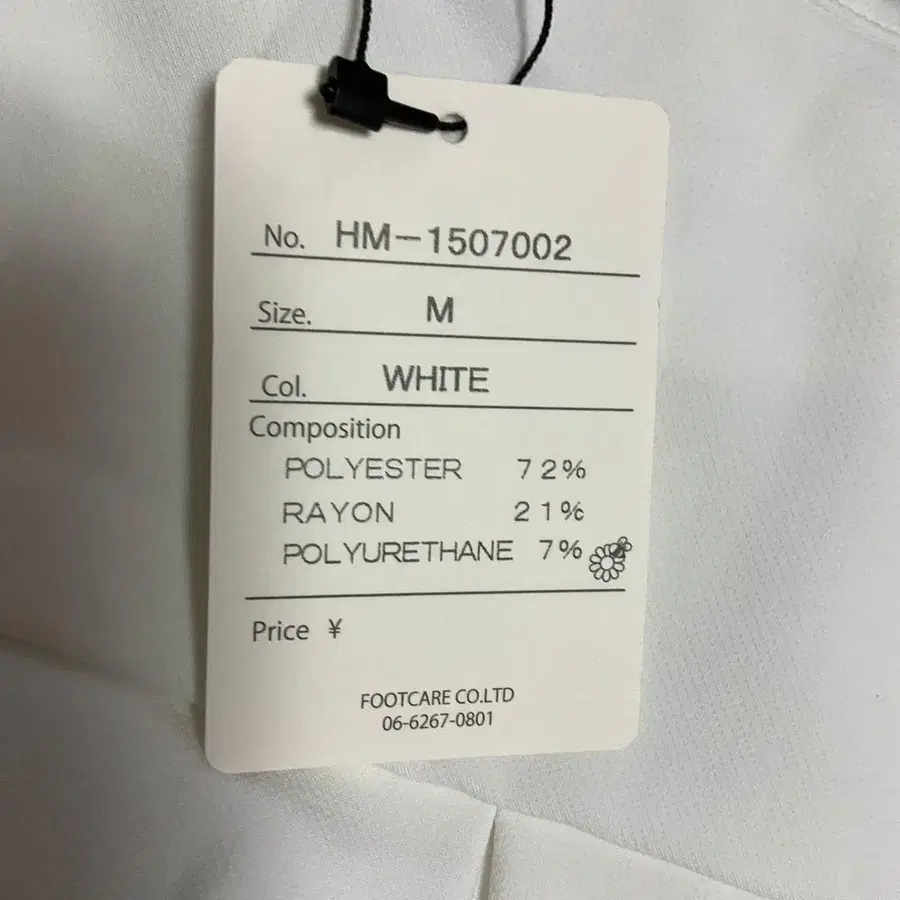 No. HM-1507002
Size. M
Col. WHITE
Composition
POLYESTER 72%
RAYON 21%
POLYURETHANE 7%
Price ¥
FOOTCARE CO.LTD
06-6267-0801